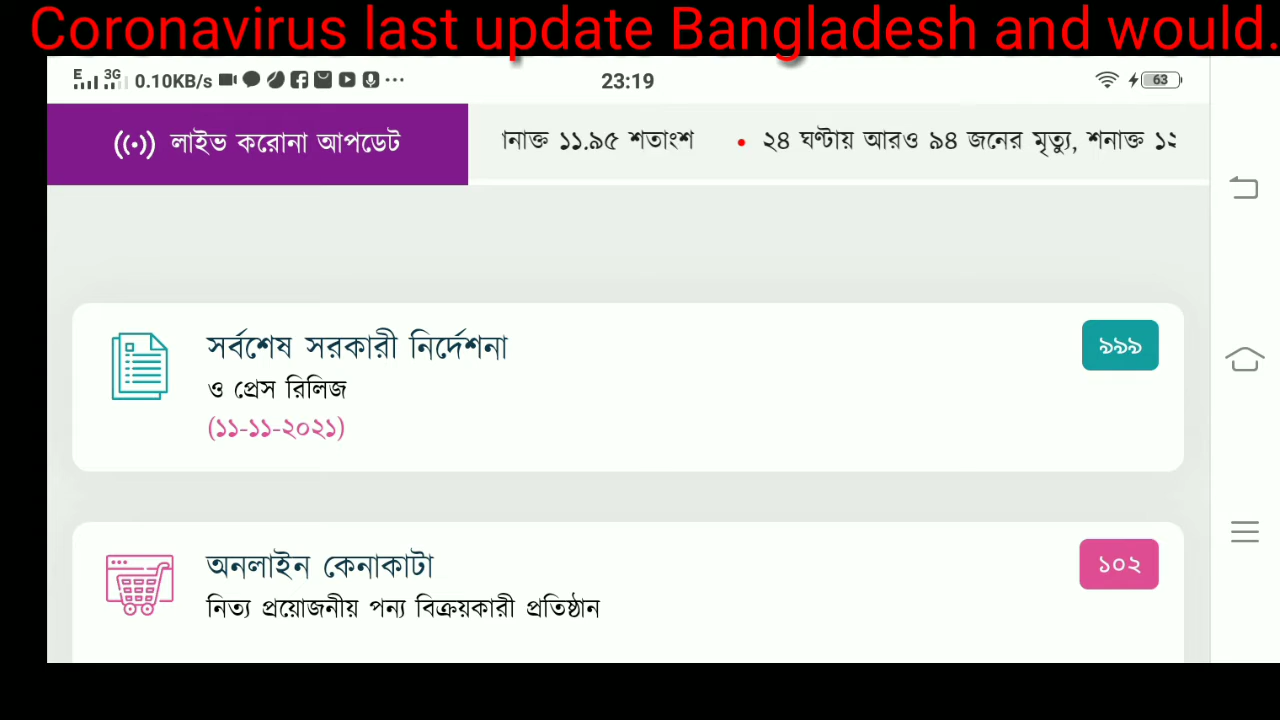 Coronavirus last update Bangladesh and would.
E 3G 0.10KB/s 23:19 63
লাইভ করোনা আপডেট
নাক্ত ১১.৯৫ শতাংশ • ২৪ ঘণ্টায় আরও ৯৪ জনের মৃত্যু, শনাক্ত ১২
সর্বশেষ সরকারী নির্দেশনা
৯৯৯
ও প্রেস রিলিজ
(১১-১১-২০২১)
অনলাইন কেনাকাটা
১০২
নিত্য প্রয়োজনীয় পন্য বিক্রয়কারী প্রতিষ্ঠান